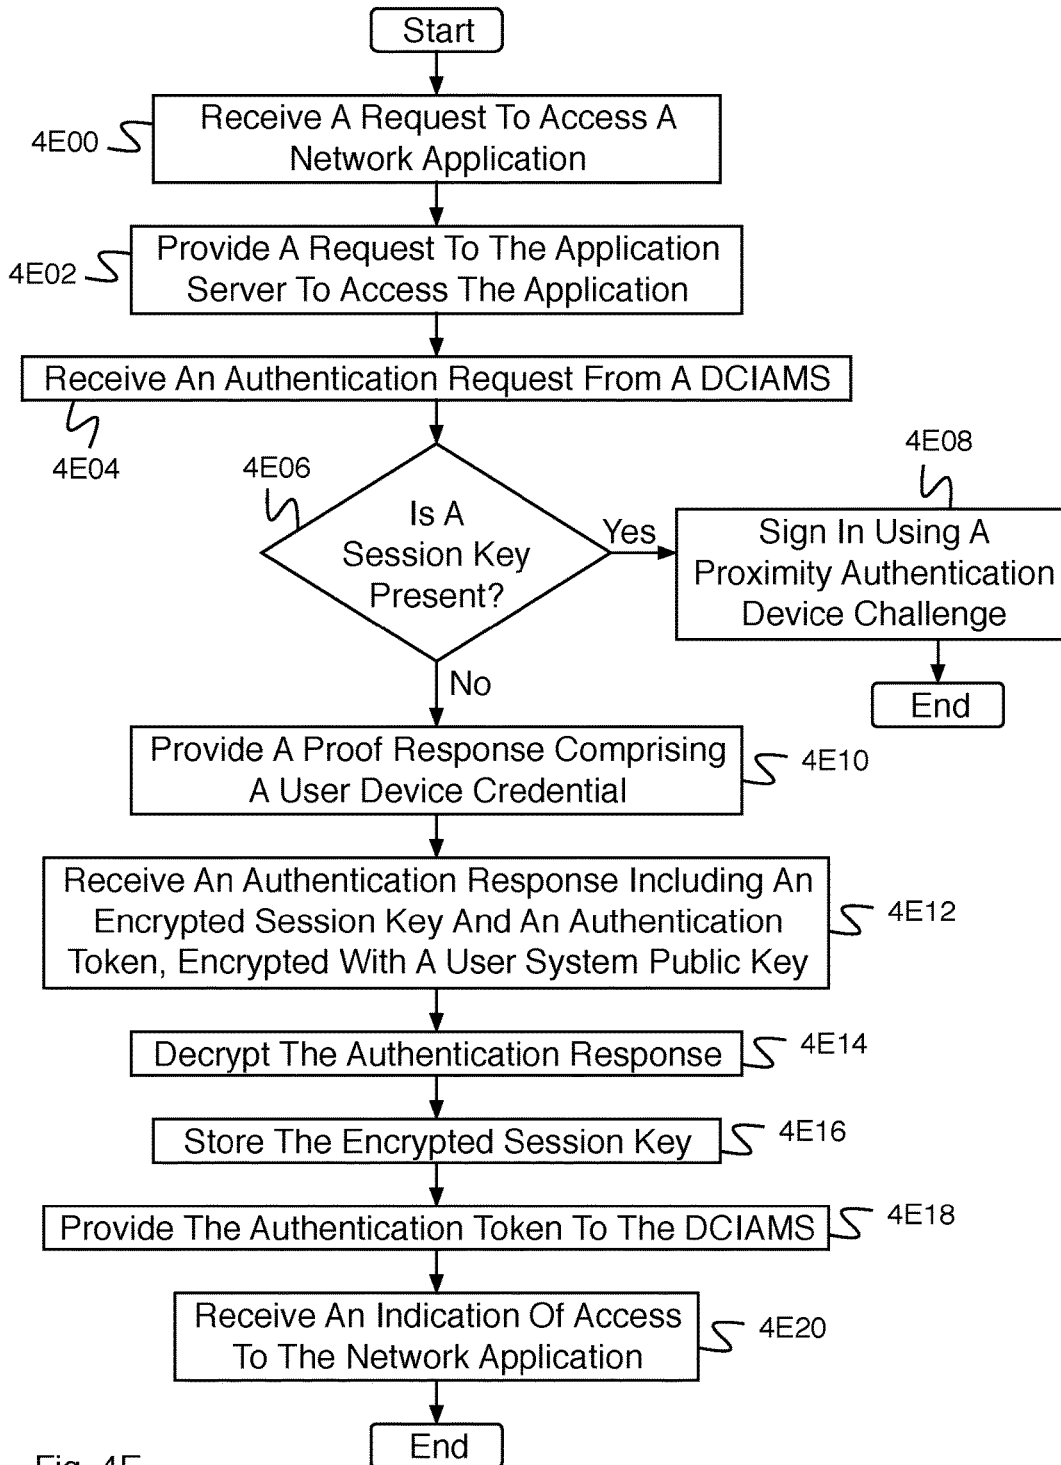 Start
Receive A Request To Access A
Network Application
4E00
Provide A Request To The Application
Server To Access The Application
4E02
Receive An Authentication Request From A DCIAMS
4E04
4E06
Is A
Session Key
Present?
Yes
4E08
Sign In Using A
Proximity Authentication
Device Challenge
End
No
Provide A Proof Response Comprising
A User Device Credential
4E10
Receive An Authentication Response Including An
Encrypted Session Key And An Authentication
Token, Encrypted With A User System Public Key
4E12
Decrypt The Authentication Response
4E14
Store The Encrypted Session Key
4E16
Provide The Authentication Token To The DCIAMS
4E18
Receive An Indication Of Access
To The Network Application
4E20
End
Fig. 4E